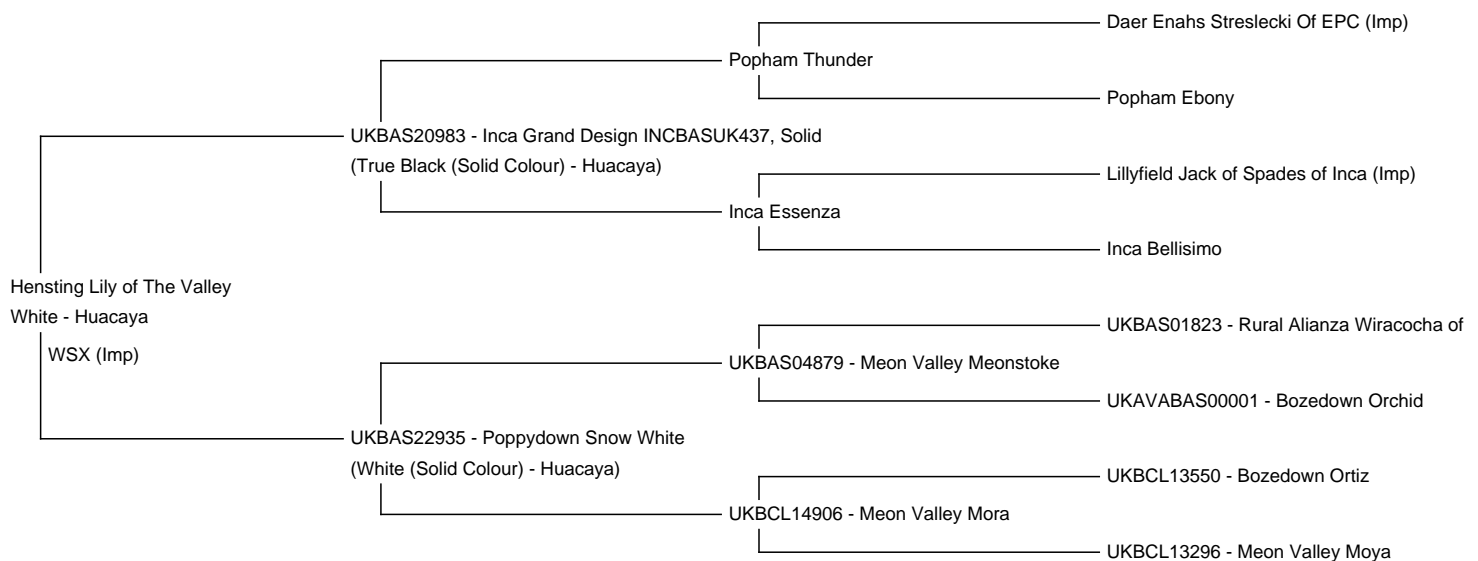 Daer Enahs Streslecki Of EPC (Imp)
Popham Thunder
Popham Ebony
UKBAS20983 - Inca Grand Design INCBASUK437, Solid
(True Black (Solid Colour) - Huacaya)
Lillyfield Jack of Spades of Inca (Imp)
Inca Essenza
Inca Bellisimo
Hensting Lily of The Valley
White - Huacaya
WSX (Imp)
UKBAS01823 - Rural Alianza Wiracocha of
UKBAS04879 - Meon Valley Meonstoke
UKAVABAS00001 - Bozedown Orchid
UKBAS22935 - Poppydown Snow White
(White (Solid Colour) - Huacaya)
UKBCL13550 - Bozedown Ortiz
UKBCL14906 - Meon Valley Mora
UKBCL13296 - Meon Valley Moya